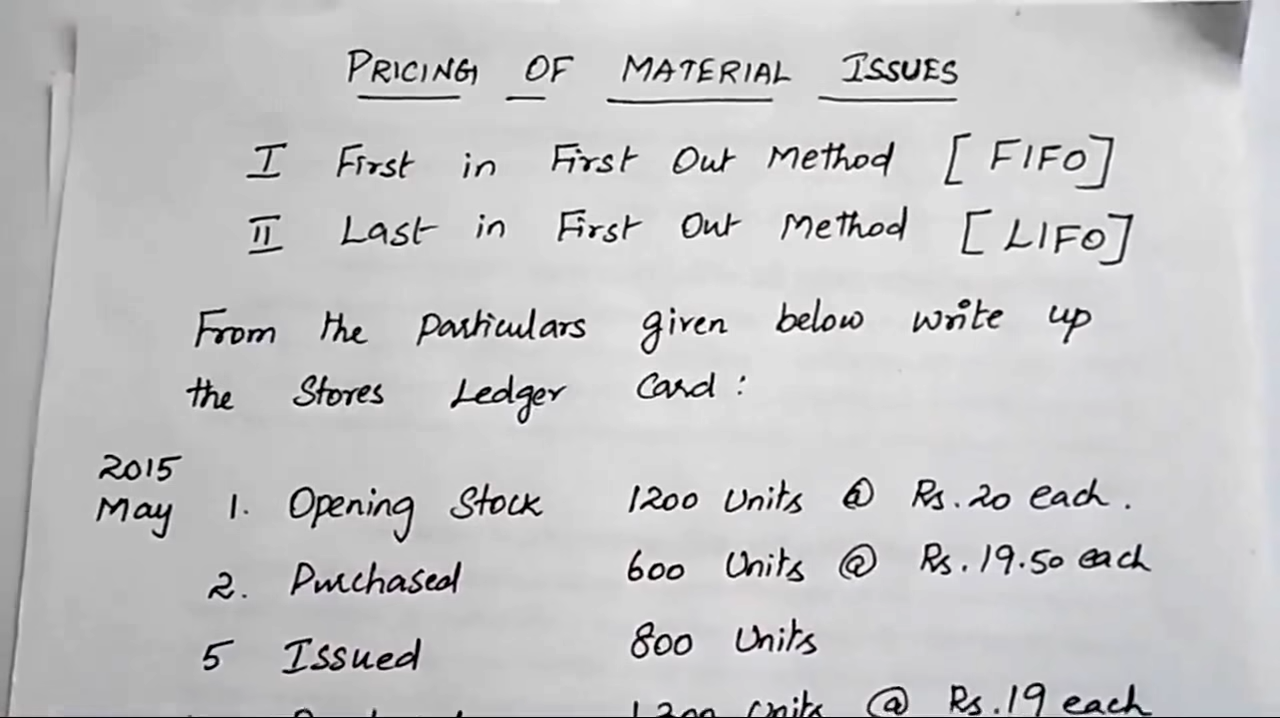 PRICING OF MATERIAL ISSUES
I First in First Out Method [FIFO]
II Last in First Out Method [LIFO]
From the particulars given below write up
the Stores Ledger Card:
2015
May 1. Opening Stock 1200 Units @ Rs. 20 each.
2. Purchased 600 Units @ Rs. 19.50 each
5 Issued 800 Units
Units @ Rs. 19 each